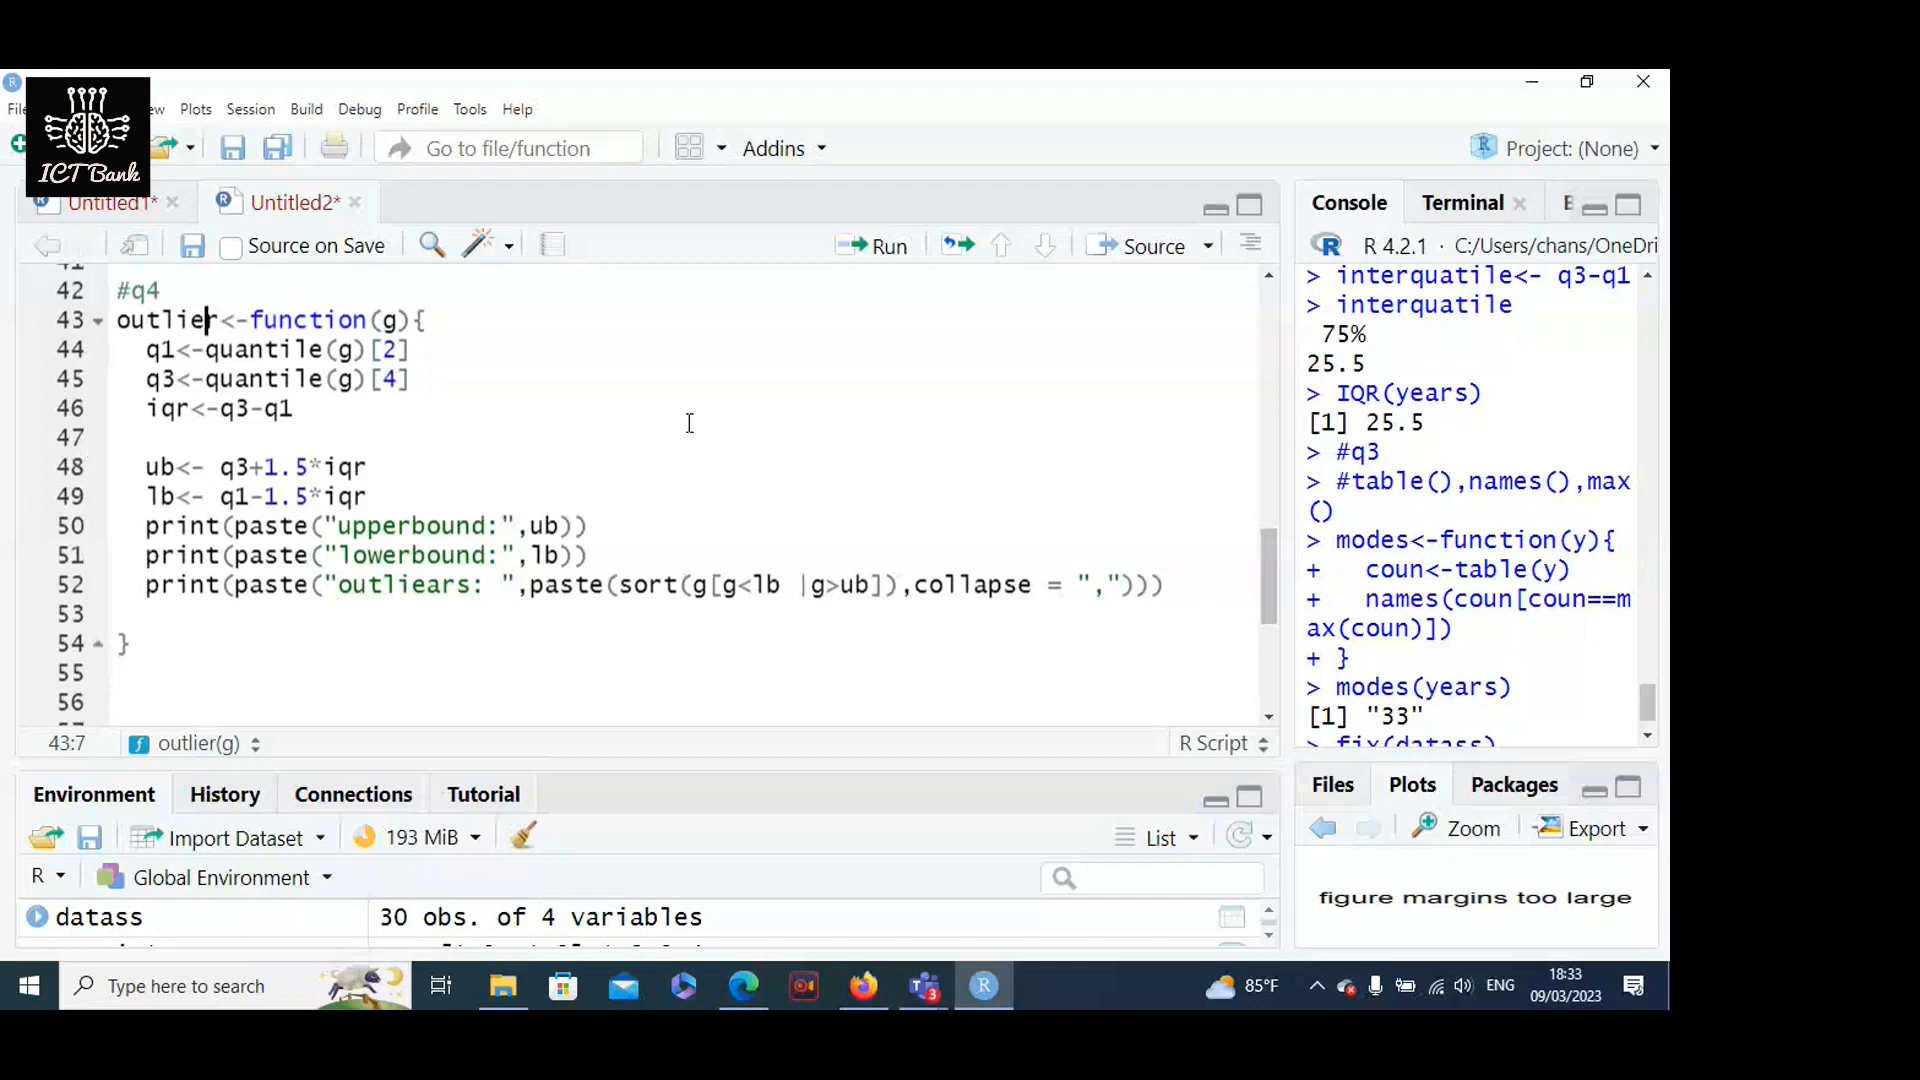 File
ew Plots Session Build Debug Profile Tools Help
ICT Bank
Go to file/function
Addins
Project: (None)
Untitled1*
Untitled2*
Source on Save
Run
Source
41
42 #q4
43 outlier<-function(g){
44 q1<-quantile(g)[2]
45 q3<-quantile(g)[4]
46 iqr<-q3-q1
47
48 ub<- q3+1.5*iqr
49 lb<- q1-1.5*iqr
50 print(paste("upperbound:",ub))
51 print(paste("lowerbound:",lb))
52 print(paste("outliears: ",paste(sort(g[g<lb |g>ub]),collapse = ",")))
53
54 }
55
56
43:7 outlier(g) R Script
Console Terminal
R 4.2.1 · C:/Users/chans/OneDri
> interquatile<- q3-q1
> interquatile
75%
25.5
> IQR(years)
[1] 25.5
> #q3
> #table(),names(),max
()
> modes<-function(y){
+ coun<-table(y)
+ names(coun[coun==m
ax(coun)])
+ }
> modes(years)
[1] "33"
> fix(datass)
Environment History Connections Tutorial
Import Dataset 193 MiB List
R Global Environment
datass 30 obs. of 4 variables
Files Plots Packages
Zoom Export
figure margins too large
Type here to search
85°F
ENG
18:33
09/03/2023